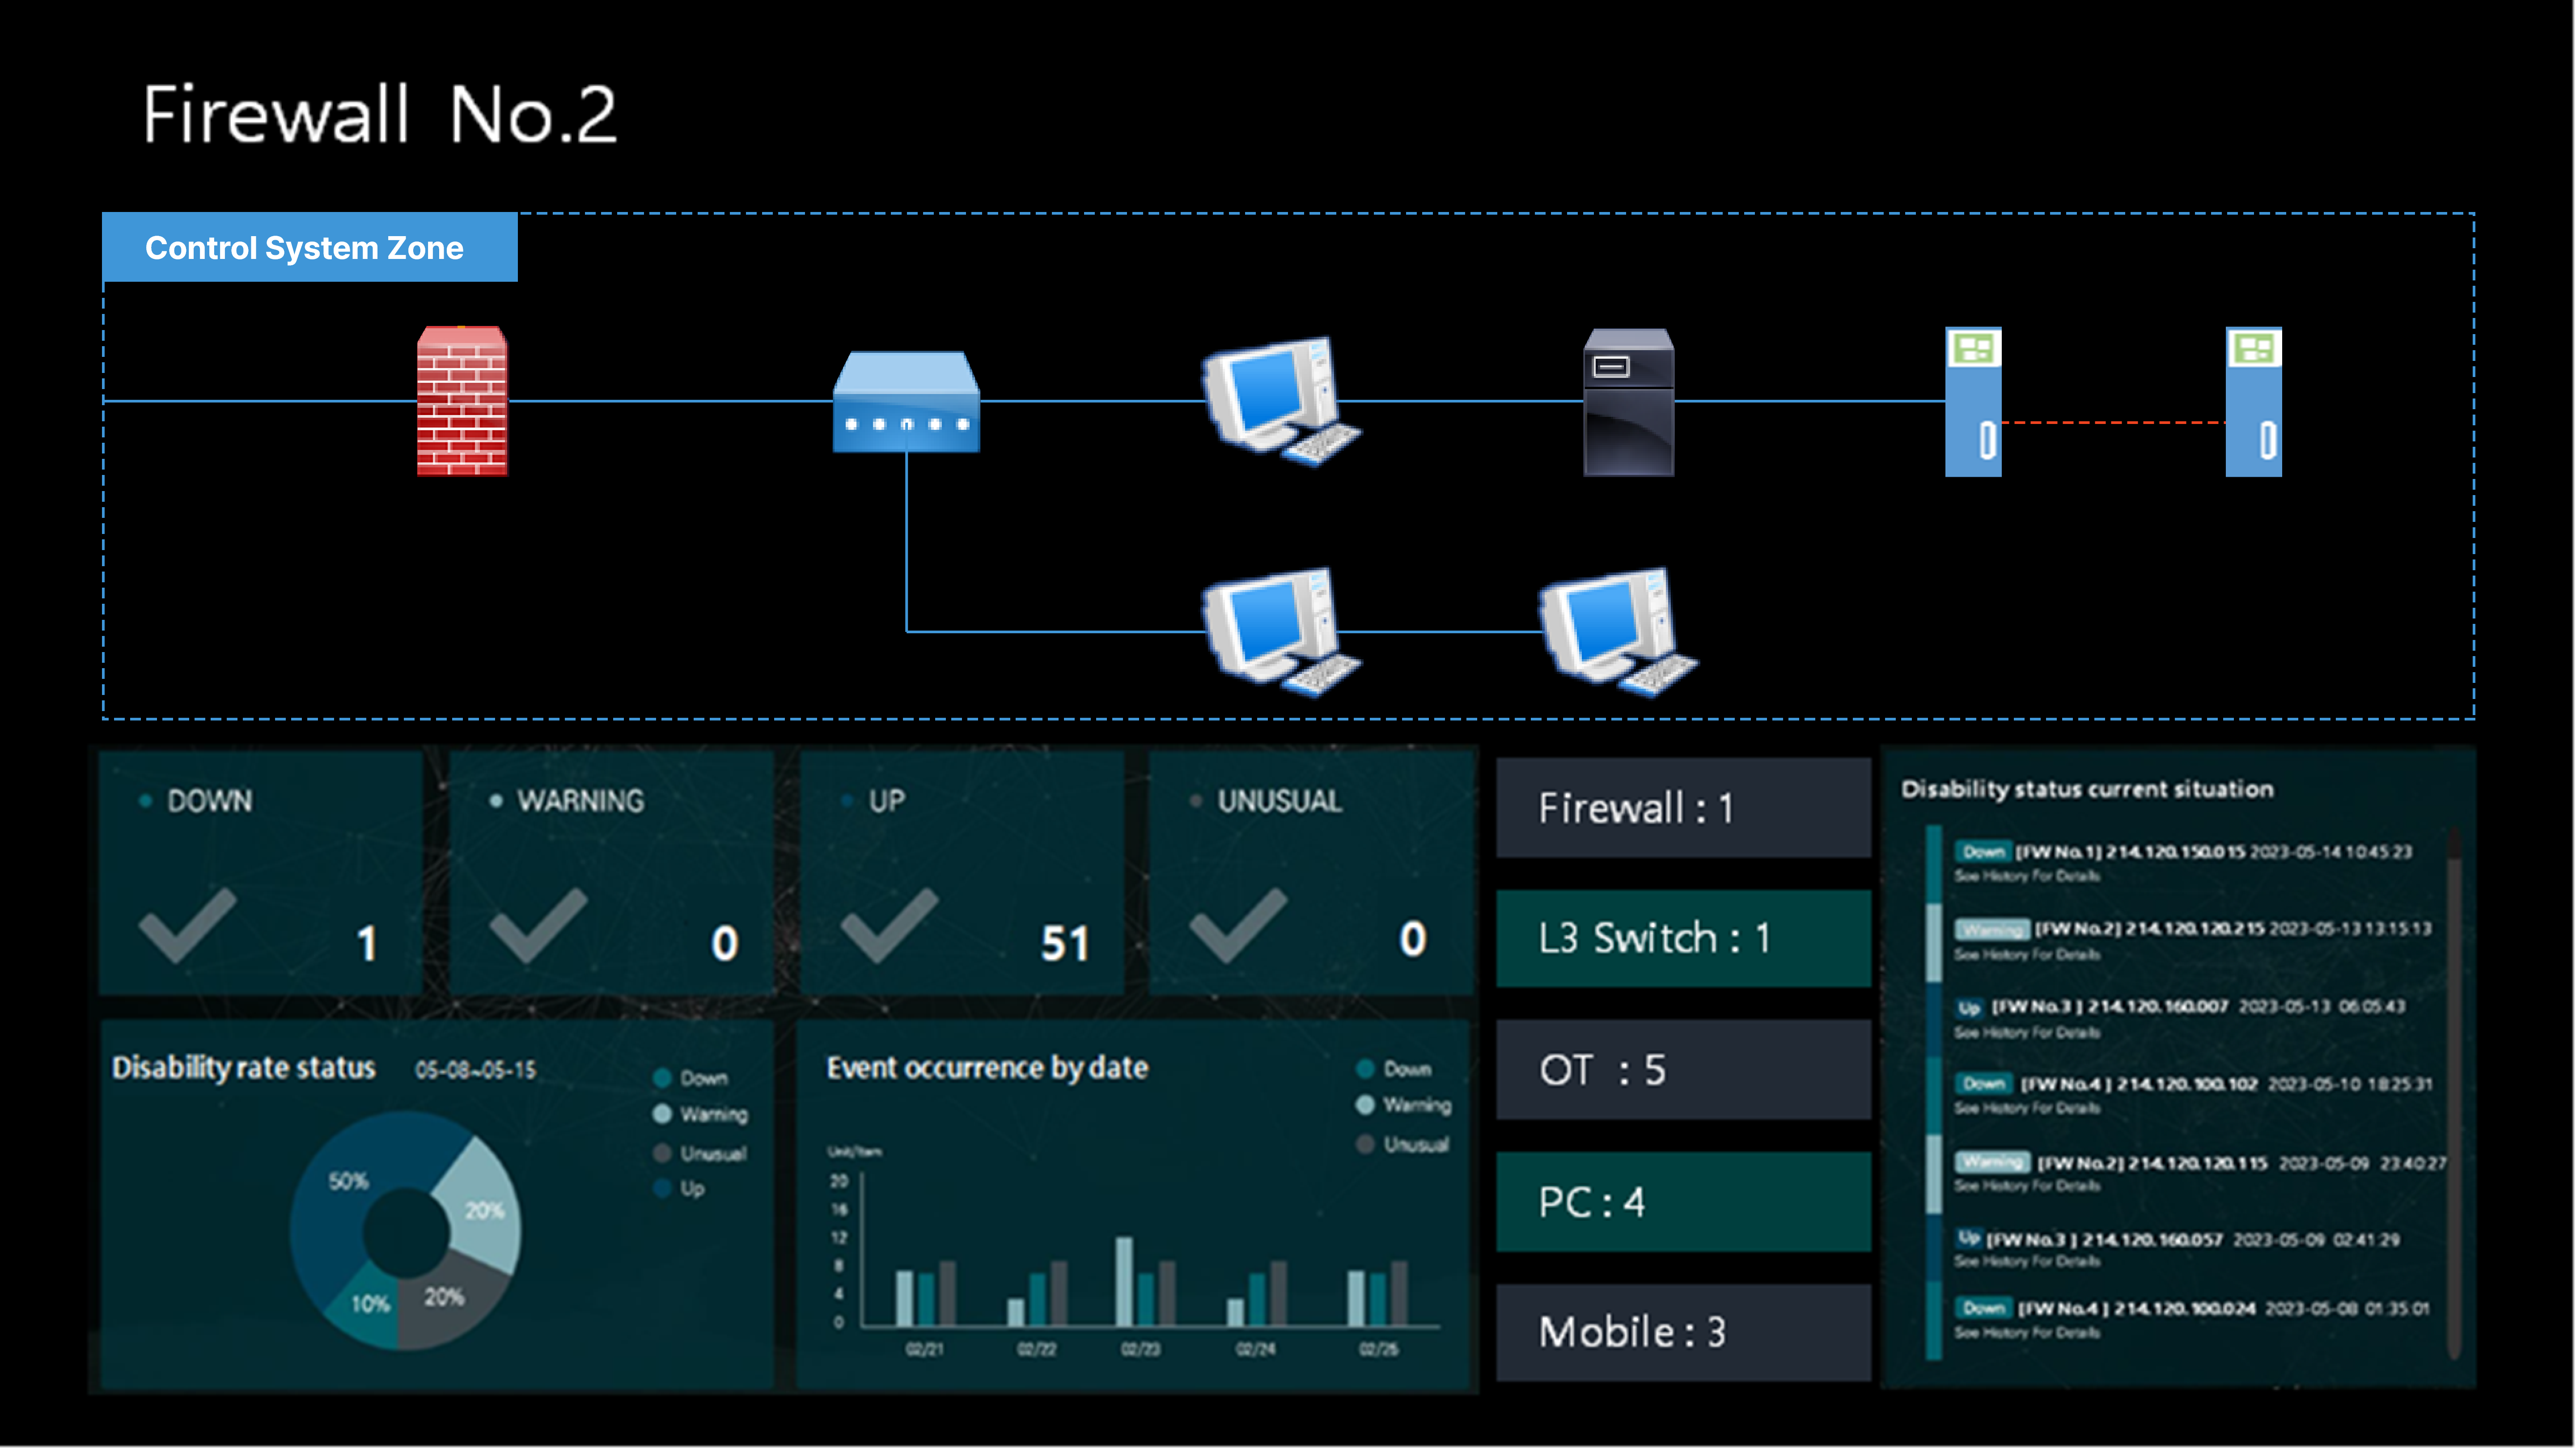 Firewall No.2
Control System Zone
DOWN
1
WARNING
0
UP
51
UNUSUAL
0
Disability rate status 05-08~05-15
Down
Warning
Unusual
Up
50%
20%
20%
10%
Event occurrence by date
Down
Warning
Unusual
Unit/Item
20
16
12
8
4
0
02/21 02/22 02/23 02/24 02/25
Firewall : 1
L3 Switch : 1
OT : 5
PC : 4
Mobile : 3
Disability status current situation
Down [FW No.1] 214.120.150.015 2023-05-14 10:45:23
See History For Details
Warning [FW No.2] 214.120.120.215 2023-05-13 13:15:13
See History For Details
Up [FW No.3 ] 214.120.160.007 2023-05-13 06:05:43
See History For Details
Down [FW No.4 ] 214.120.100.102 2023-05-10 18:25:31
See History For Details
Warning [FW No.2] 214.120.120.115 2023-05-09 23:40:27
See History For Details
Up [FW No.3 ] 214.120.160.057 2023-05-09 02:41:29
See History For Details
Down [FW No.4 ] 214.120.100.024 2023-05-08 01:35:01
See History For Details